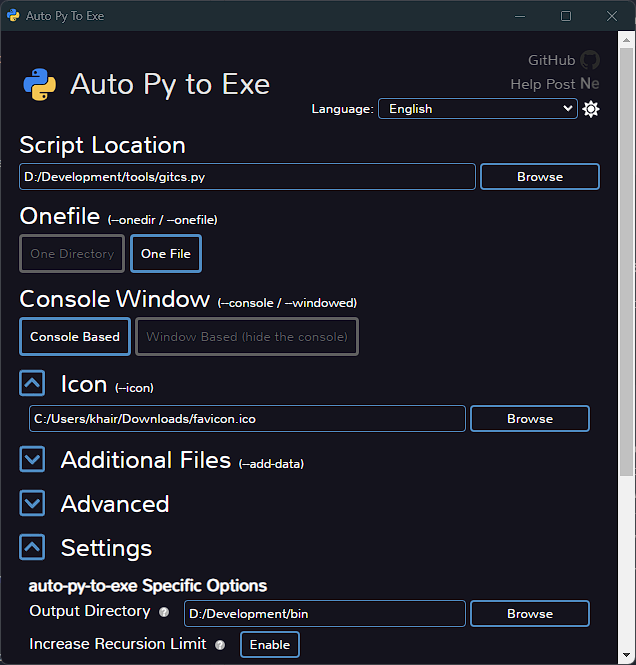 Auto Py To Exe
GitHub
Auto Py to Exe
Help Post Ne
Language: English
Script Location
D:/Development/tools/gitcs.py Browse
Onefile (--onedir / --onefile)
One Directory One File
Console Window (--console / --windowed)
Console Based Window Based (hide the console)
Icon (--icon)
C:/Users/khair/Downloads/favicon.ico Browse
Additional Files (--add-data)
Advanced
Settings
auto-py-to-exe Specific Options
Output Directory ? D:/Development/bin Browse
Increase Recursion Limit ? Enable